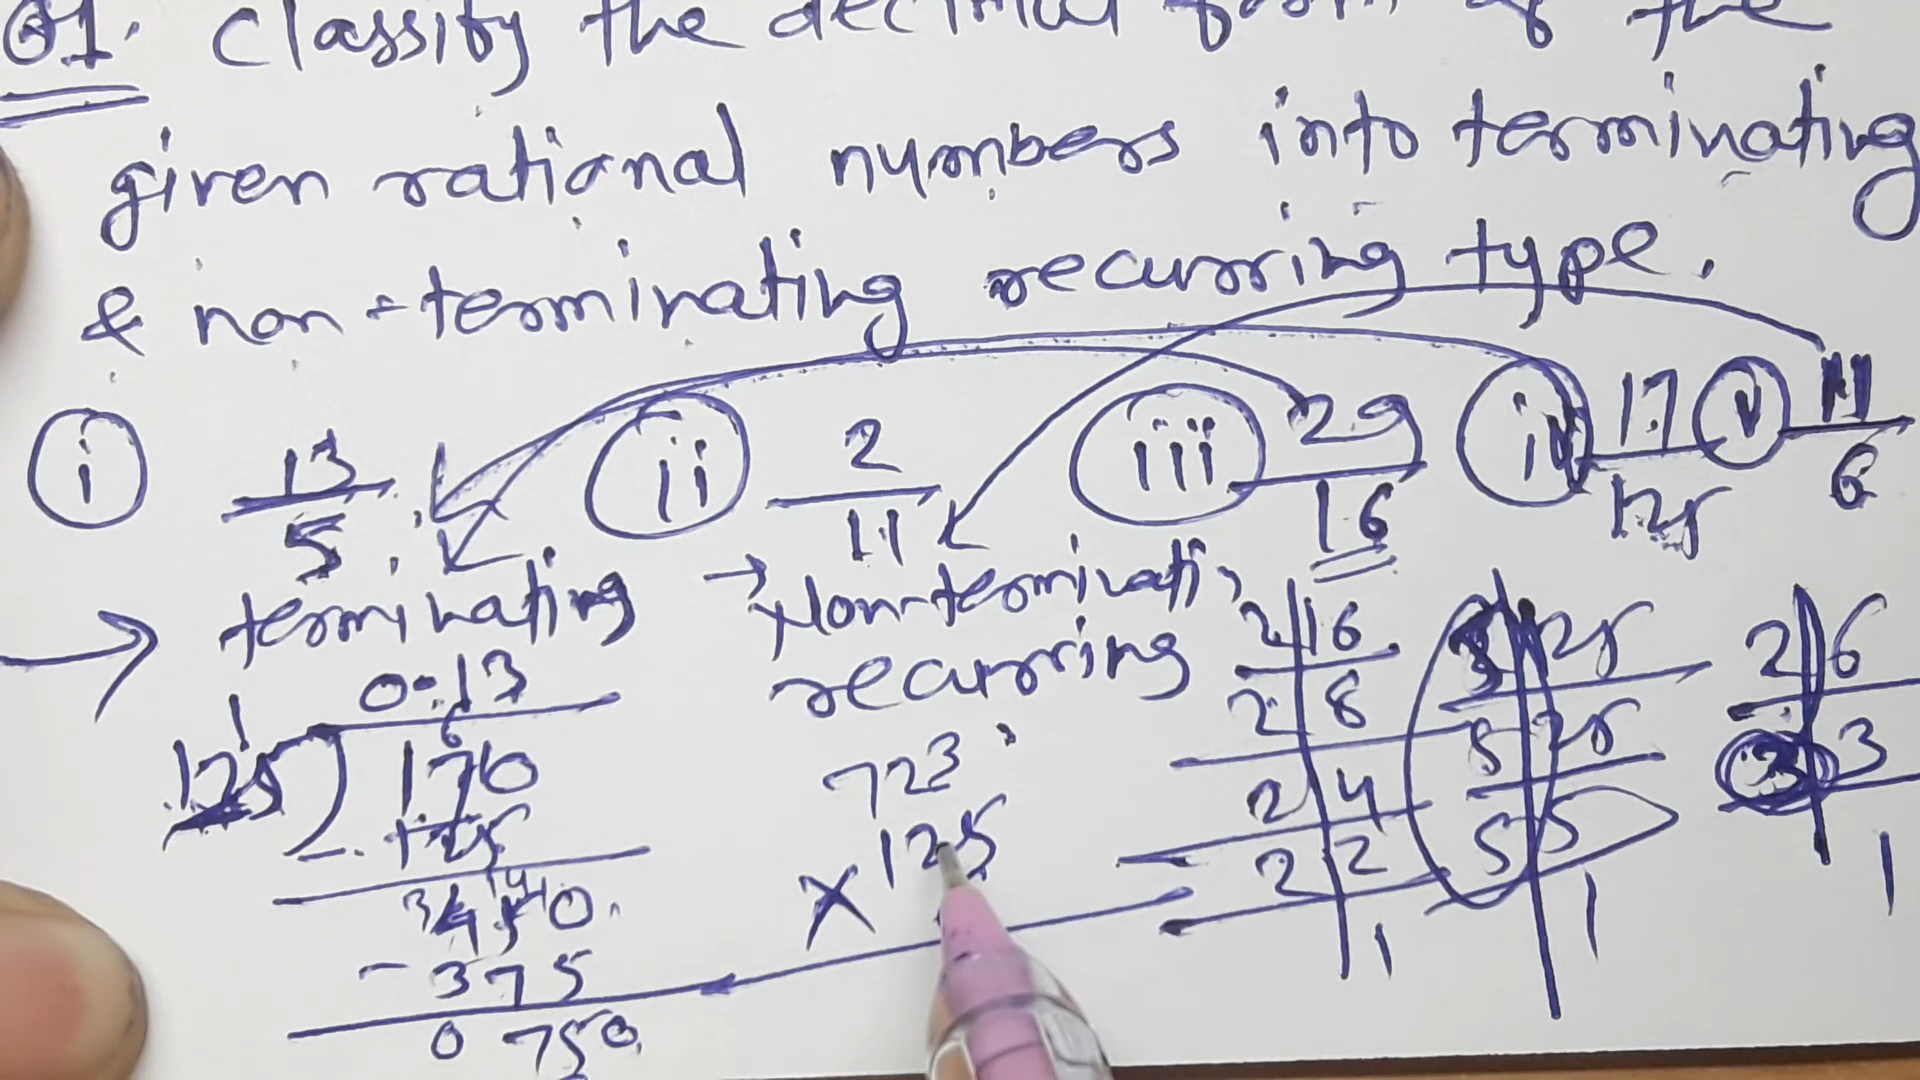 Q1. Classify the decimal form of the
given rational numbers into terminating
& non-terminating recurring type.
i 13/5 ii 2/11 iii 29/16 iv 17/125 v 11/6
→ terminating → Non-terminati
recurring
0.13
125 ) 170
- 125
450
- 375
0 750
723
125
×
2 | 16
2 | 8
2 | 4
2 | 2
1
5 | 125
5 | 25
5 | 5
1
2 | 6
3 | 3
1